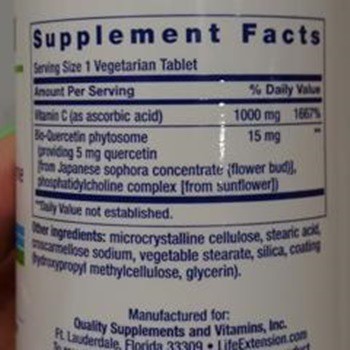 Supplement Facts
Serving Size 1 Vegetarian Tablet
Amount Per Serving % Daily Value
Vitamin C (as ascorbic acid) 1000 mg 1667%
Bio-Quercetin phytosome 15 mg **
(providing 5 mg quercetin
[from Japanese sophora concentrate (flower bud)],
phosphatidylcholine complex [from sunflower])
**Daily Value not established.
Other ingredients: microcrystalline cellulose, stearic acid,
croscarmellose sodium, vegetable stearate, silica, coating
(hydroxypropyl methylcellulose, glycerin).
Manufactured for:
Quality Supplements and Vitamins, Inc.
Ft. Lauderdale, Florida 33309 • LifeExtension.com